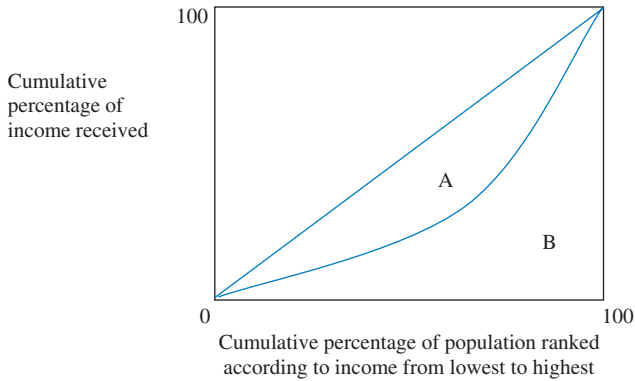 100
Cumulative
percentage of
income received
A
B
0
100
Cumulative percentage of population ranked
according to income from lowest to highest